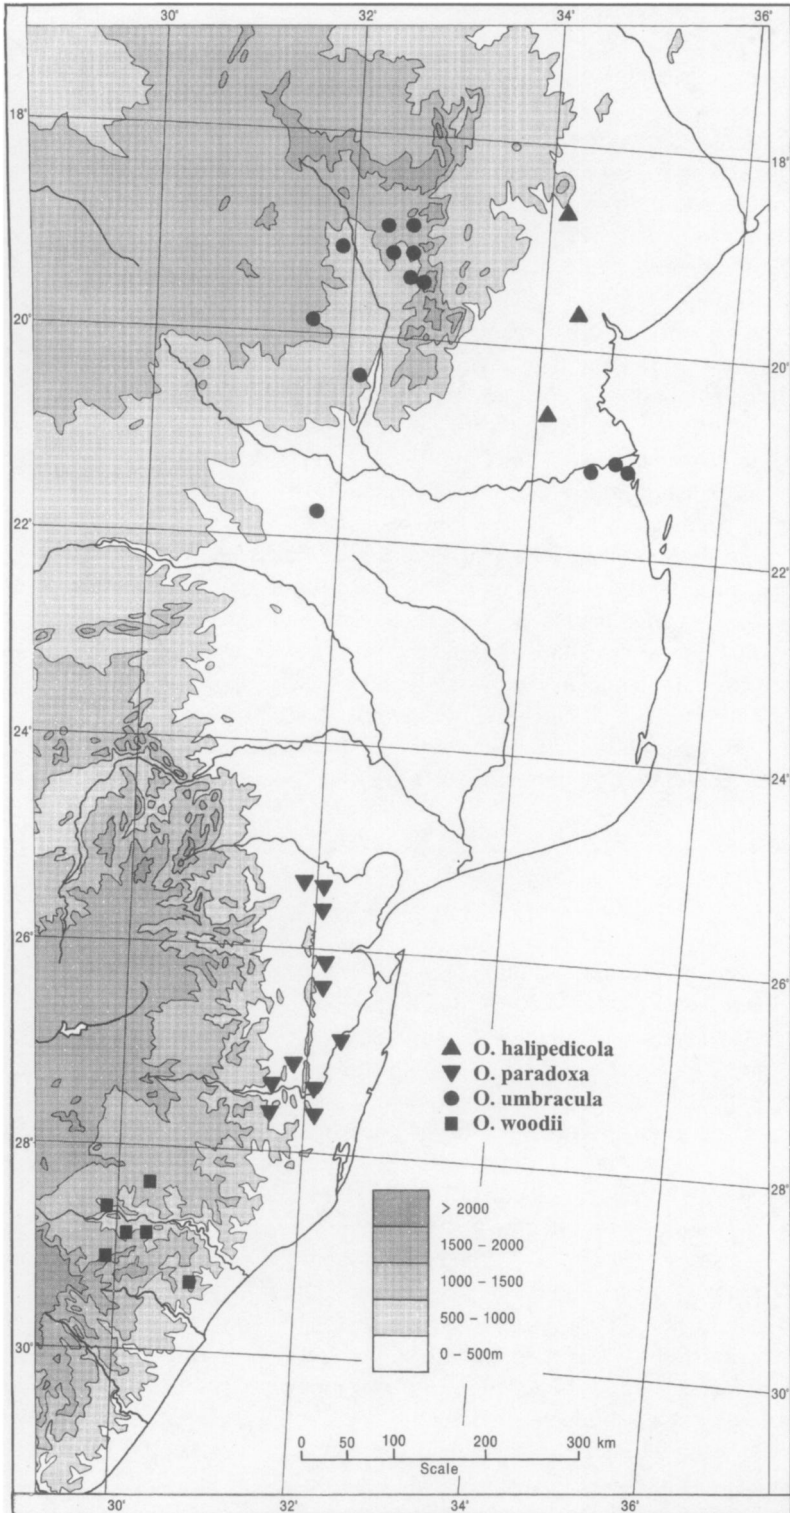 30' 32' 34' 36'
18' 18'
20' 20'
22' 22'
24' 24'
26' 26'
O. halipedicola
O. paradoxa
O. umbracula
O. woodii
28' 28'
> 2000
1500 - 2000
1000 - 1500
500 - 1000
0 - 500m
30' 30'
0 50 100 200 300 km
Scale
30' 32' 34' 36'